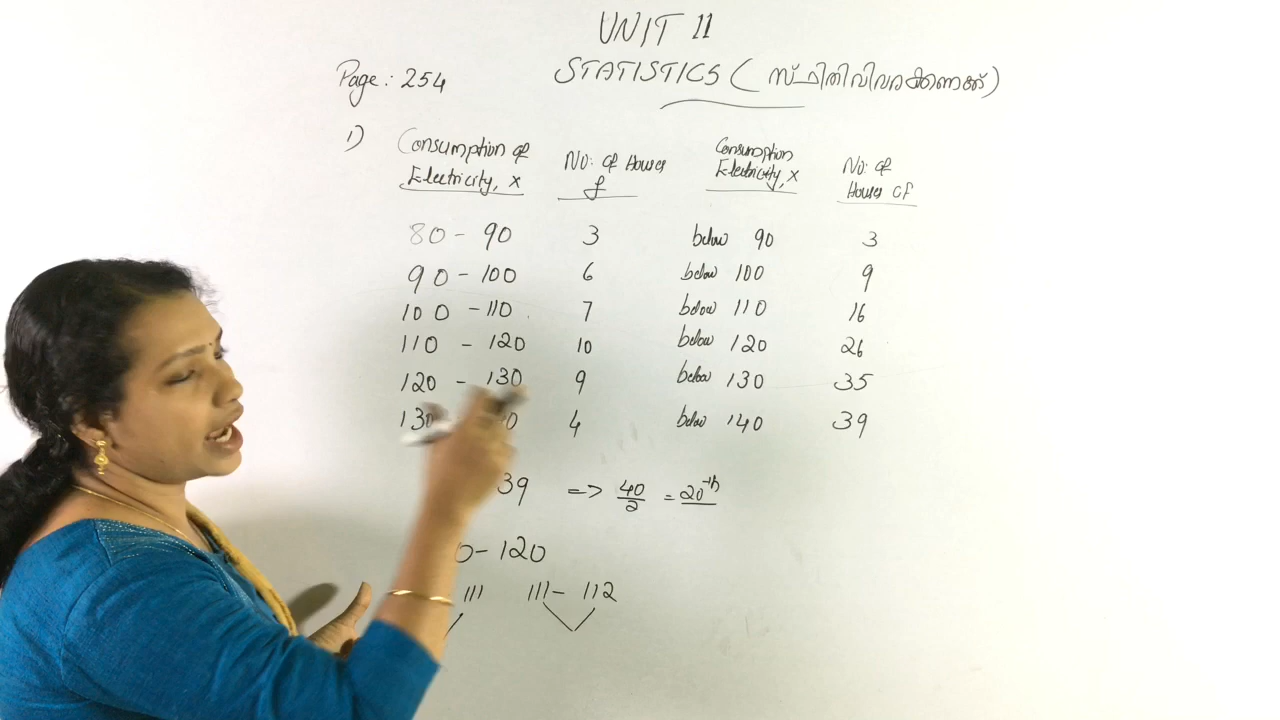 UNIT 11
Page: 254
STATISTICS (സ്ഥിതിവിവരക്കണക്ക്)
1)
Consumption of Electricity, x
No: of Houses f
Consumption Electricity, x
No: of Houses cf
80 - 90 3 below 90 3
90 - 100 6 below 100 9
100 - 110 7 below 110 16
110 - 120 10 below 120 26
120 - 130 9 below 130 35
130 4 below 140 39
39 => 40/2 = 20th
0 - 120
111 111 - 112